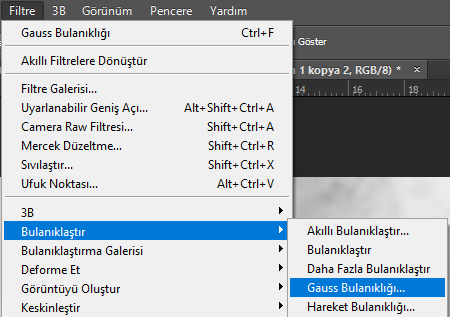 Filtre 3B Görünüm Pencere Yardım
Gauss Bulanıklığı Ctrl+F
Göster
Akıllı Filtrelere Dönüştür
1 kopya 2, RGB/8) * ×
Filtre Galerisi...
14 16 18
Uyarlanabilir Geniş Açı... Alt+Shift+Ctrl+A
Camera Raw Filtresi... Shift+Ctrl+A
Mercek Düzeltme... Shift+Ctrl+R
Sıvılaştır... Shift+Ctrl+X
Ufuk Noktası... Alt+Ctrl+V
3B
Bulanıklaştır
Bulanıklaştırma Galerisi
Deforme Et
Görüntüyü Oluştur
Keskinleştir
Akıllı Bulanıklaştır...
Bulanıklaştır
Daha Fazla Bulanıklaştır
Gauss Bulanıklığı...
Hareket Bulanıklığı...